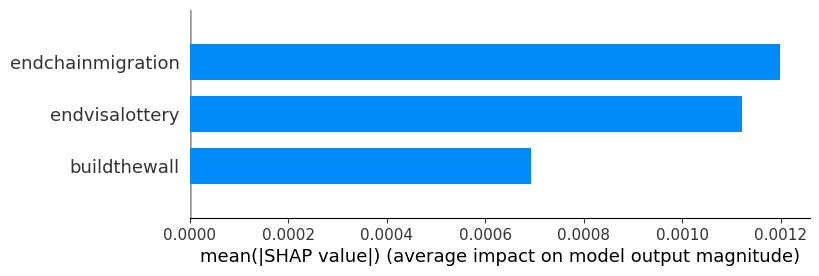 endchainmigration
endvisalottery
buildthewall
0.0000 0.0002 0.0004 0.0006 0.0008 0.0010 0.0012
mean(|SHAP value|) (average impact on model output magnitude)